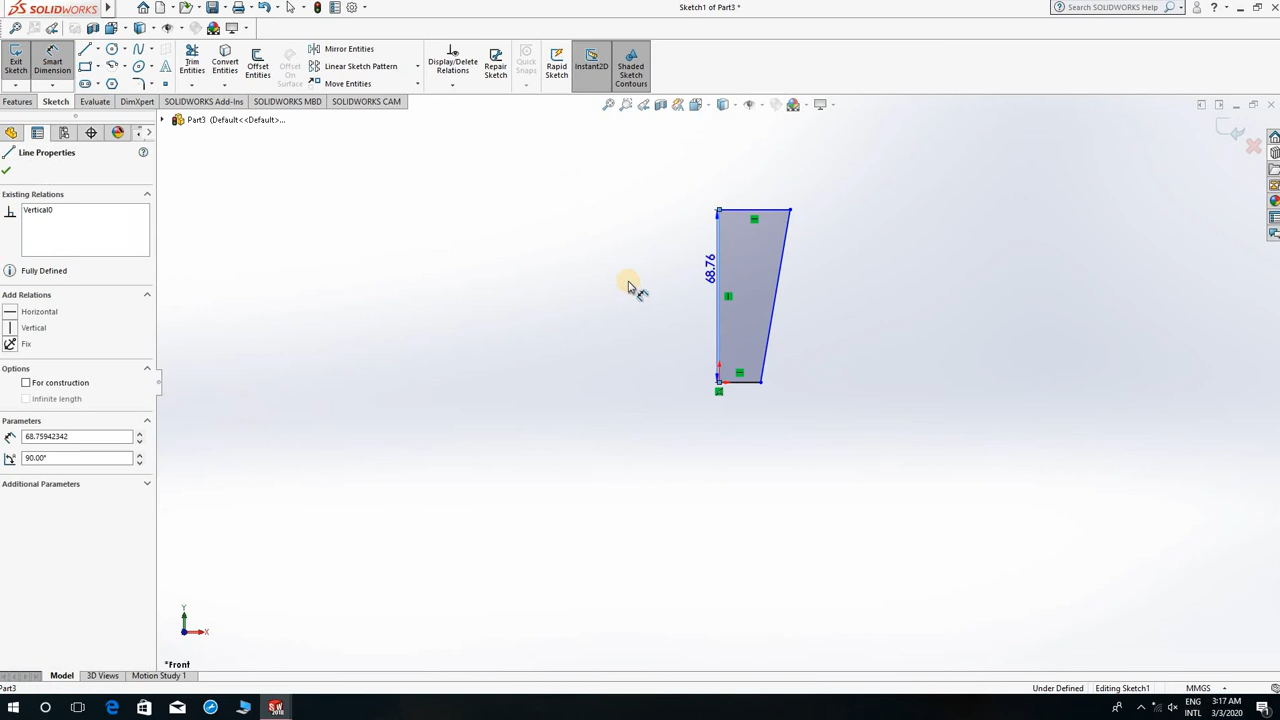 SOLIDWORKS
Sketch1 of Part3 *
Search SOLIDWORKS Help
Exit Sketch
Smart Dimension
Trim Entities
Convert Entities
Offset Entities
Offset On Surface
Mirror Entities
Linear Sketch Pattern
Move Entities
Display/Delete Relations
Repair Sketch
Quick Snaps
Rapid Sketch
Instant2D
Shaded Sketch Contours
Features
Sketch
Evaluate
DimXpert
SOLIDWORKS Add-Ins
SOLIDWORKS MBD
SOLIDWORKS CAM
Part3 (Default<<Default>...
Line Properties
Existing Relations
Vertical0
Fully Defined
Add Relations
Horizontal
Vertical
Fix
Options
For construction
Infinite length
Parameters
68.75942342
90.00°
Additional Parameters
68.76
Y
X
*Front
Model
3D Views
Motion Study 1
Part3
Under Defined
Editing Sketch1
MMGS
ENG
INTL
3:17 AM
3/3/2020